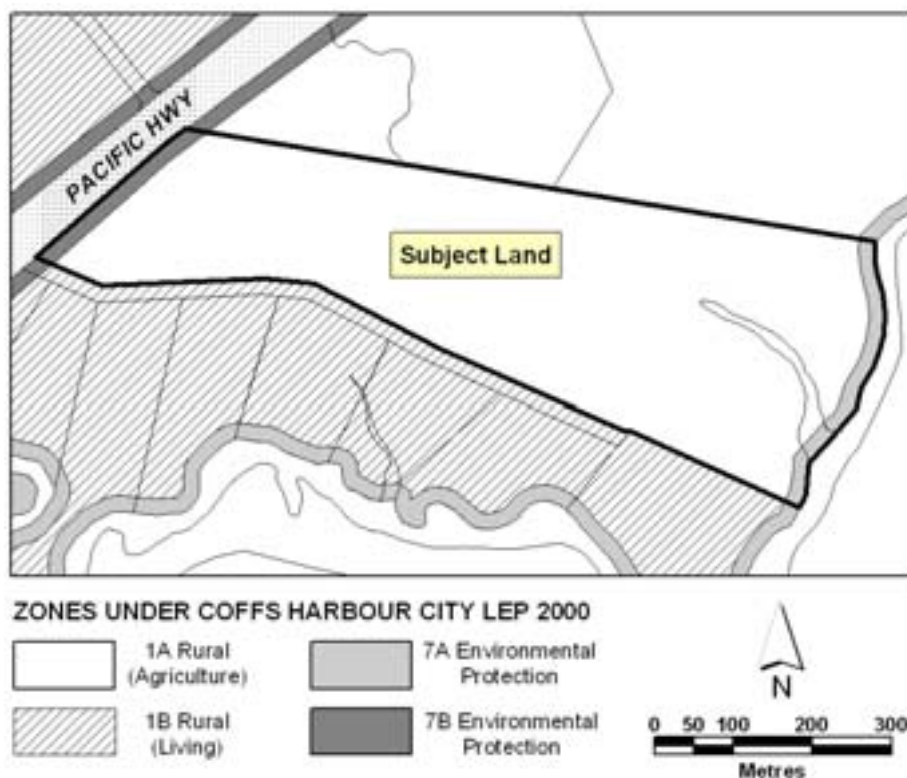 PACIFIC HWY
Subject Land
ZONES UNDER COFFS HARBOUR CITY LEP 2000
1A Rural
(Agriculture)
7A Environmental
Protection
1B Rural
(Living)
7B Environmental
Protection
N
0 50 100 200 300
Metres